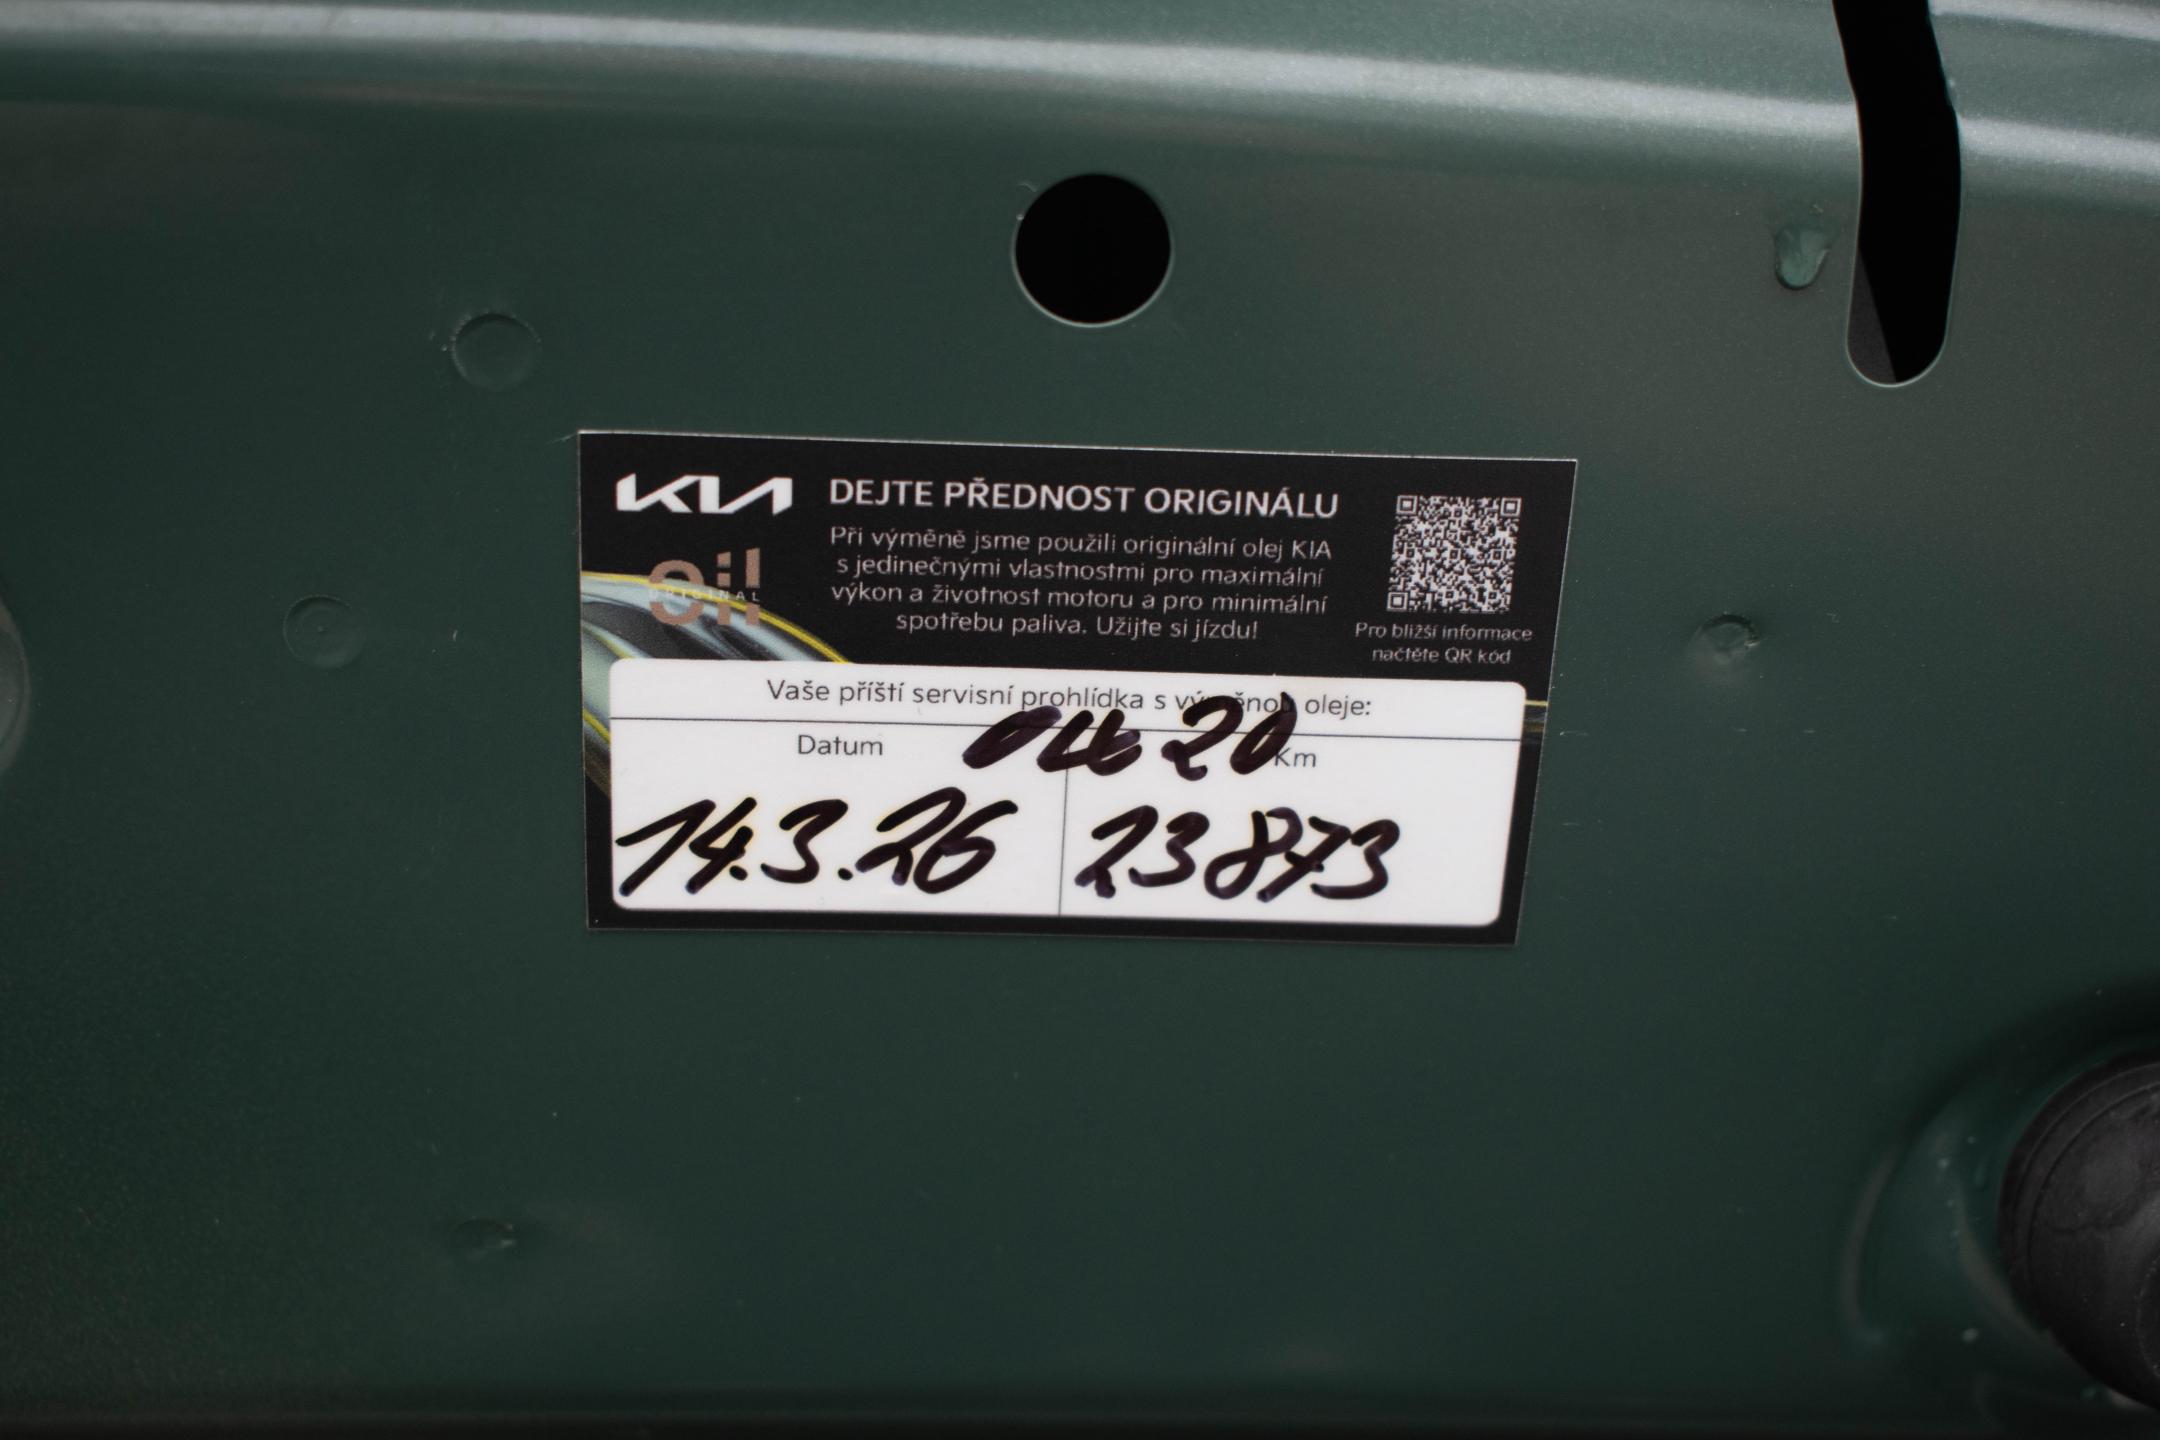 KIA
DEJTE PŘEDNOST ORIGINÁLU
Při výměně jsme použili originální olej KIA
s jedinečnými vlastnostmi pro maximální
výkon a životnost motoru a pro minimální
spotřebu paliva. Užijte si jízdu!
oil
ORIGINAL
Pro bližší informace
načtěte QR kód
Vaše příští servisní prohlídka s výměnou oleje:
0W20
Datum
Km
14.3.26
23873